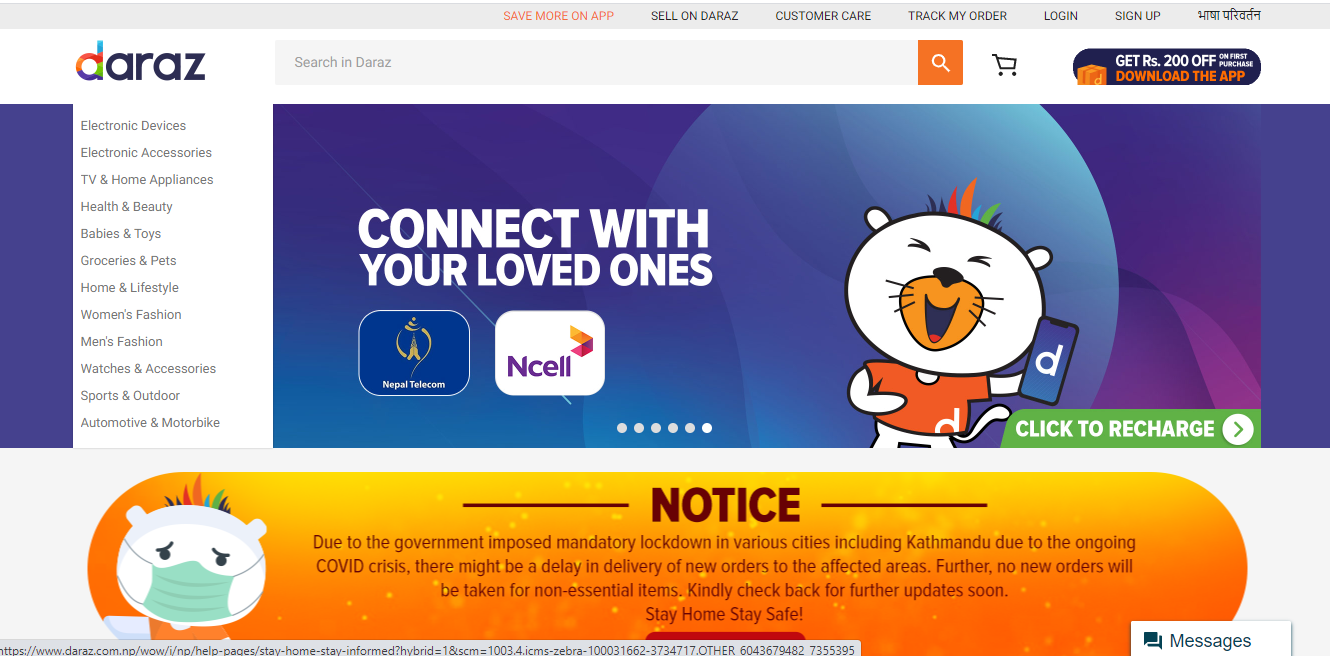 SAVE MORE ON APP SELL ON DARAZ CUSTOMER CARE TRACK MY ORDER LOGIN SIGN UP भाषा परिवर्तन
daraz
Search in Daraz
GET RS. 200 OFF ON FIRST PURCHASE
DOWNLOAD THE APP
Electronic Devices
Electronic Accessories
TV & Home Appliances
Health & Beauty
Babies & Toys
Groceries & Pets
Home & Lifestyle
Women's Fashion
Men's Fashion
Watches & Accessories
Sports & Outdoor
Automotive & Motorbike
CONNECT WITH
YOUR LOVED ONES
Nepal Telecom
Ncell
d
d
CLICK TO RECHARGE
NOTICE
Due to the government imposed mandatory lockdown in various cities including Kathmandu due to the ongoing
COVID crisis, there might be a delay in delivery of new orders to the affected areas. Further, no new orders will
be taken for non-essential items. Kindly check back for further updates soon.
Stay Home Stay Safe!
Messages
https://www.daraz.com.np/wow/i/np/help-pages/stay-home-stay-informed?hybrid=1&scm=1003.4.icms-zebra-100031662-3734717.OTHER_6043679482_7355395